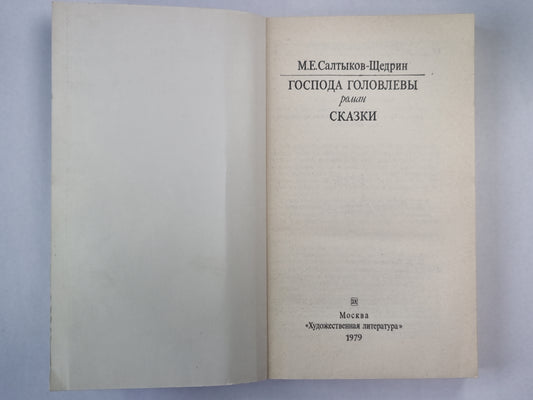 М.Е.Салтыков-Щедрин
ГОСПОДА ГОЛОВЛЕВЫ
роман
СКАЗКИ
Москва
«Художественная литература»
1979